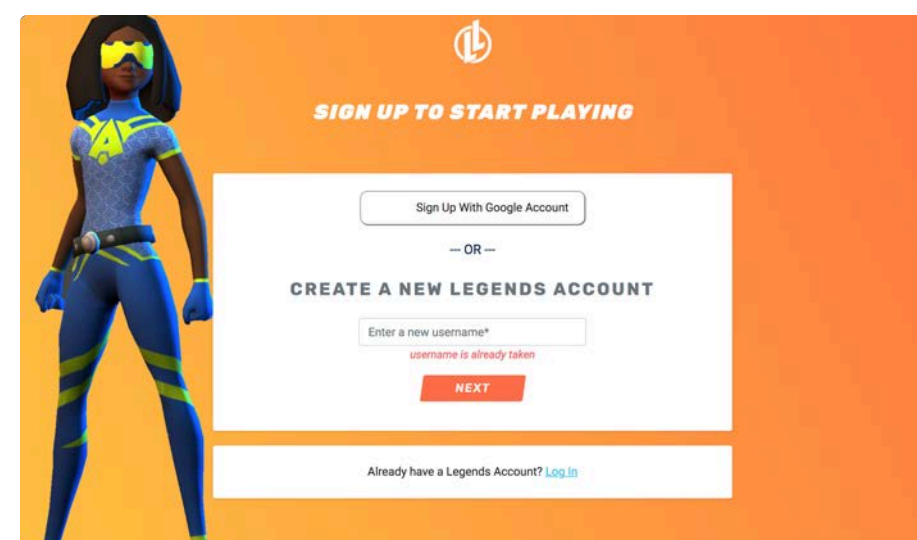 SIGN UP TO START PLAYING
Sign Up With Google Account
--- OR ---
CREATE A NEW LEGENDS ACCOUNT
Enter a new username*
username is already taken
NEXT
Already have a Legends Account? Log In